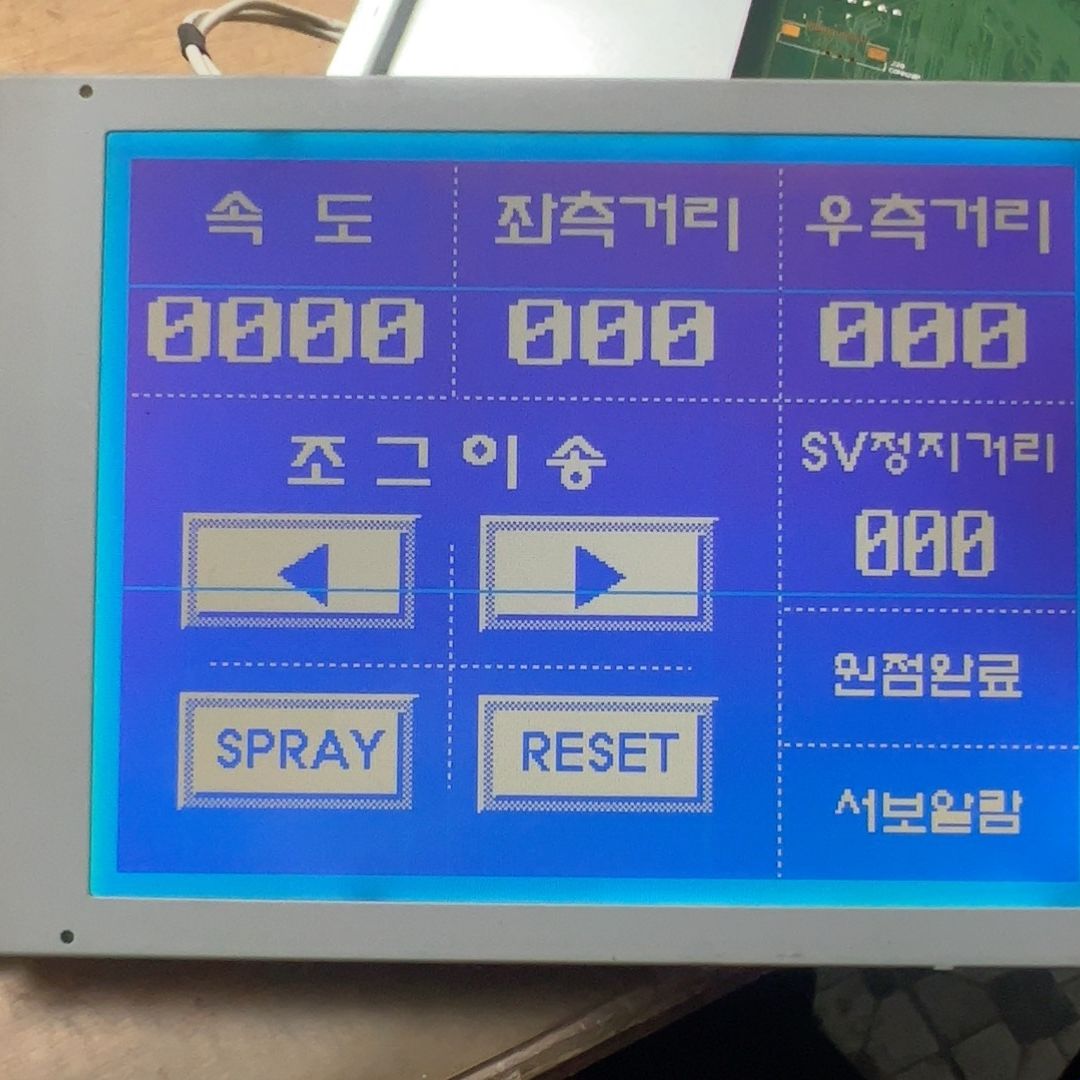 속 도 좌측거리 우측거리
0000 000 000
조그이송 SV정지거리
◀ ▶ 000
원점완료
SPRAY RESET
서보알람